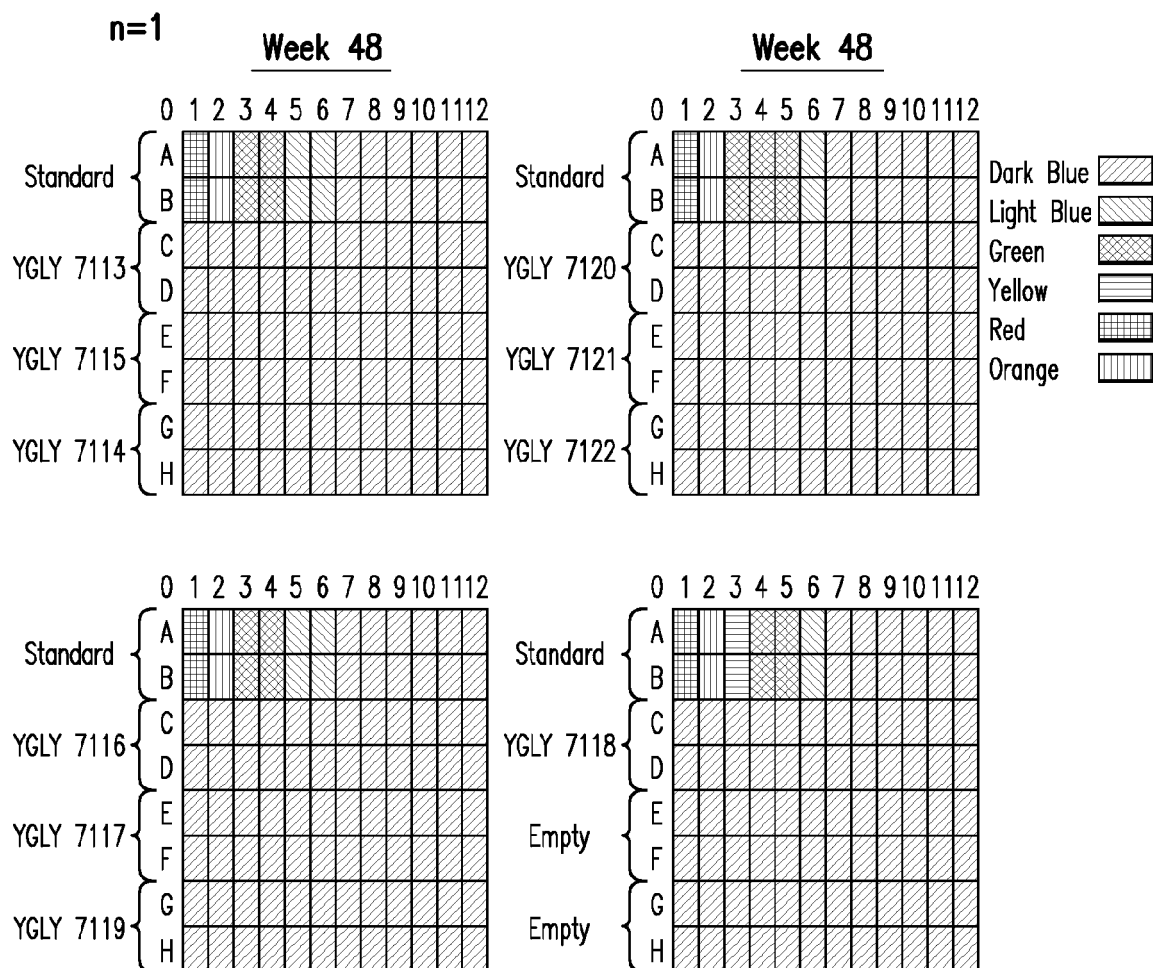 n=1
Week 48
0 1 2 3 4 5 6 7 8 9 10 11 12
Standard
A
B
YGLY 7113
C
D
YGLY 7115
E
F
YGLY 7114
G
H
Week 48
0 1 2 3 4 5 6 7 8 9 10 11 12
Standard
A
B
YGLY 7120
C
D
YGLY 7121
E
F
YGLY 7122
G
H
Dark Blue
Light Blue
Green
Yellow
Red
Orange
0 1 2 3 4 5 6 7 8 9 10 11 12
Standard
A
B
YGLY 7116
C
D
YGLY 7117
E
F
YGLY 7119
G
H
0 1 2 3 4 5 6 7 8 9 10 11 12
Standard
A
B
YGLY 7118
C
D
Empty
E
F
Empty
G
H